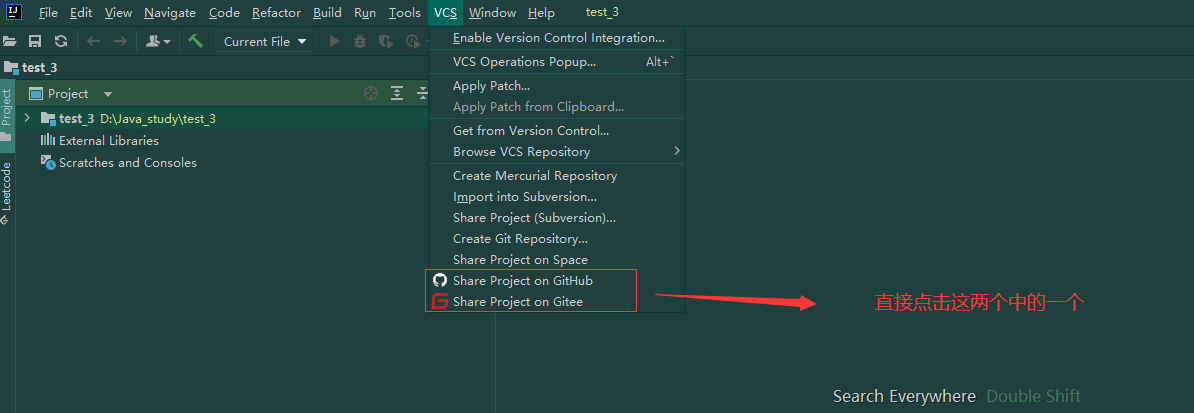 File Edit View Navigate Code Refactor Build Run Tools VCS Window Help test_3
Current File
test_3
Project
Project
test_3 D:\Java_study\test_3
External Libraries
Scratches and Consoles
Leetcode
Enable Version Control Integration...
VCS Operations Popup... Alt+`
Apply Patch...
Apply Patch from Clipboard...
Get from Version Control...
Browse VCS Repository
Create Mercurial Repository
Import into Subversion...
Share Project (Subversion)...
Create Git Repository...
Share Project on Space
Share Project on GitHub
Share Project on Gitee
直接点击这两个中的一个
Search Everywhere Double Shift